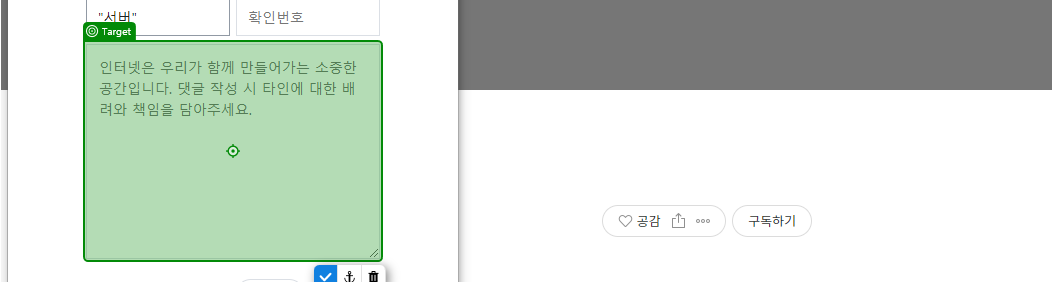 "서버"
확인번호
Target
인터넷은 우리가 함께 만들어가는 소중한
공간입니다. 댓글 작성 시 타인에 대한 배
려와 책임을 담아주세요.
공감
구독하기